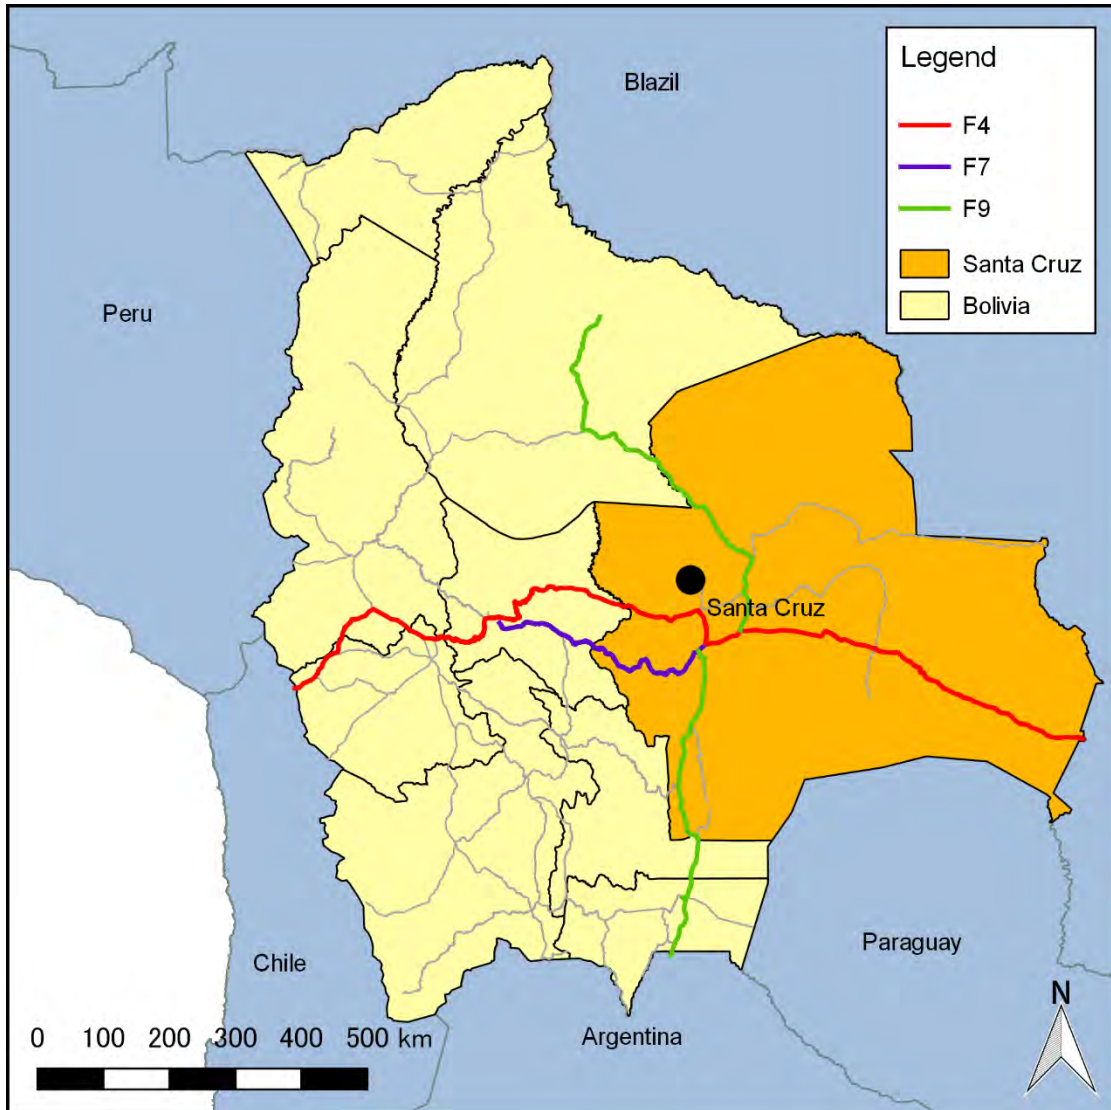 Blazil
Legend
F4
F7
F9
Santa Cruz
Bolivia
Peru
Santa Cruz
Paraguay
Chile
Argentina
N
0 100 200 300 400 500 km